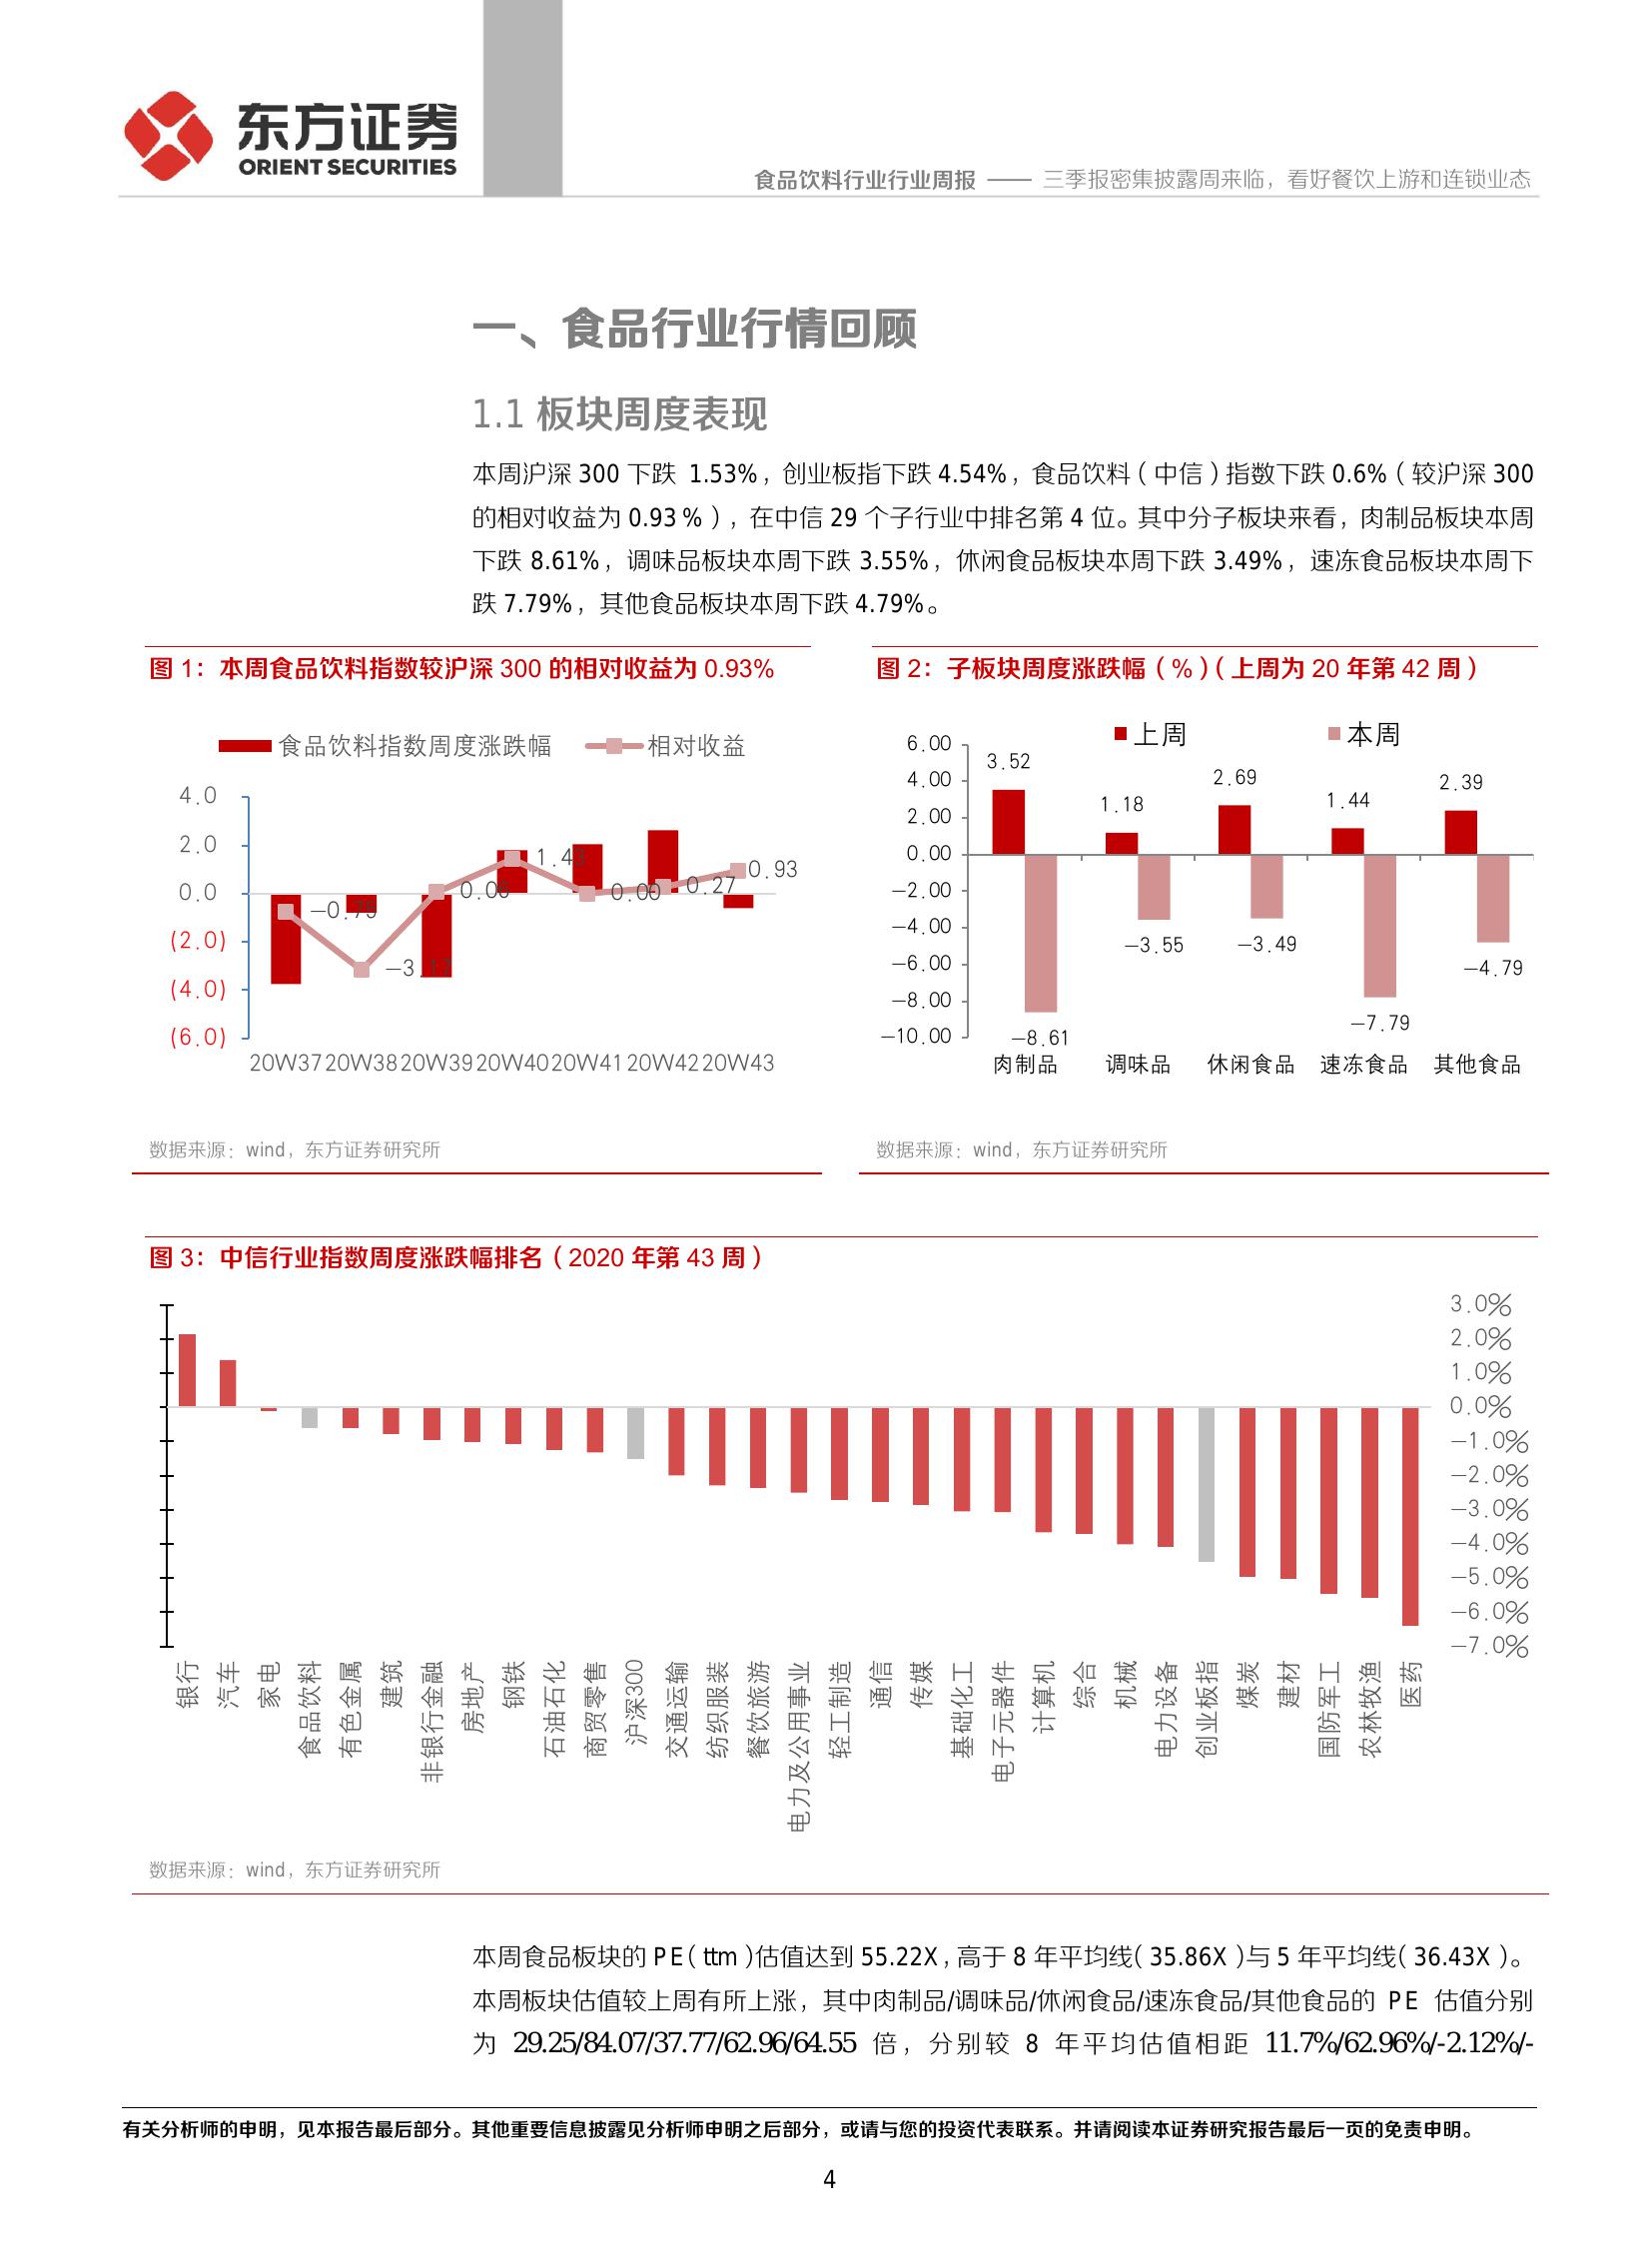 东方证券
ORIENT SECURITIES
食品饮料行业行业周报 —— 三季报密集披露周来临，看好餐饮上游和连锁业态
一、食品行业行情回顾
1.1 板块周度表现
本周沪深 300 下跌 1.53%，创业板指下跌 4.54%，食品饮料（中信）指数下跌 0.6%（较沪深 300
的相对收益为 0.93%），在中信 29 个子行业中排名第 4 位。其中分子板块来看，肉制品板块本周
下跌 8.61%，调味品板块本周下跌 3.55%，休闲食品板块本周下跌 3.49%，速冻食品板块本周下
跌 7.79%，其他食品板块本周下跌 4.79%。
图 1：本周食品饮料指数较沪深 300 的相对收益为 0.93%
食品饮料指数周度涨跌幅 相对收益
4.0
2.0
0.0
(2.0)
(4.0)
(6.0)
1.43
0.93
0.00
0.27
20W37 20W38 20W39 20W40 20W41 20W42 20W43
数据来源：wind，东方证券研究所
图 2：子板块周度涨跌幅（%）（上周为 20 年第 42 周）
上周 本周
6.00
4.00
2.00
0.00
-2.00
-4.00
-6.00
-8.00
-10.00
3.52 1.18 2.69 1.44 2.39
-8.61 -3.55 -3.49 -7.79 -4.79
肉制品 调味品 休闲食品 速冻食品 其他食品
数据来源：wind，东方证券研究所
图 3：中信行业指数周度涨跌幅排名（2020 年第 43 周）
3.0%
2.0%
1.0%
0.0%
-1.0%
-2.0%
-3.0%
-4.0%
-5.0%
-6.0%
-7.0%
银行
汽车
家电
食品饮料
有色金属
建筑
非银行金融
房地产
钢铁
石油石化
商贸零售
沪深300
交通运输
纺织服装
餐饮旅游
电力及公用事业
轻工制造
通信
传媒
基础化工
电子元器件
计算机
综合
机械
电力设备
创业板指
煤炭
建材
国防军工
农林牧渔
医药
数据来源：wind，东方证券研究所
本周食品板块的 PE（ttm）估值达到 55.22X，高于 8 年平均线（35.86X）与 5 年平均线（36.43X）。
本周板块估值较上周有所上涨，其中肉制品/调味品/休闲食品/速冻食品/其他食品的 PE 估值分别
为 29.25/84.07/37.77/62.96/64.55 倍，分别较 8 年平均估值相距 11.7%/62.96%/-2.12%/-
有关分析师的申明，见本报告最后部分。其他重要信息披露见分析师申明之后部分，或请与您的投资代表联系。并请阅读本证券研究报告最后一页的免责申明。
4